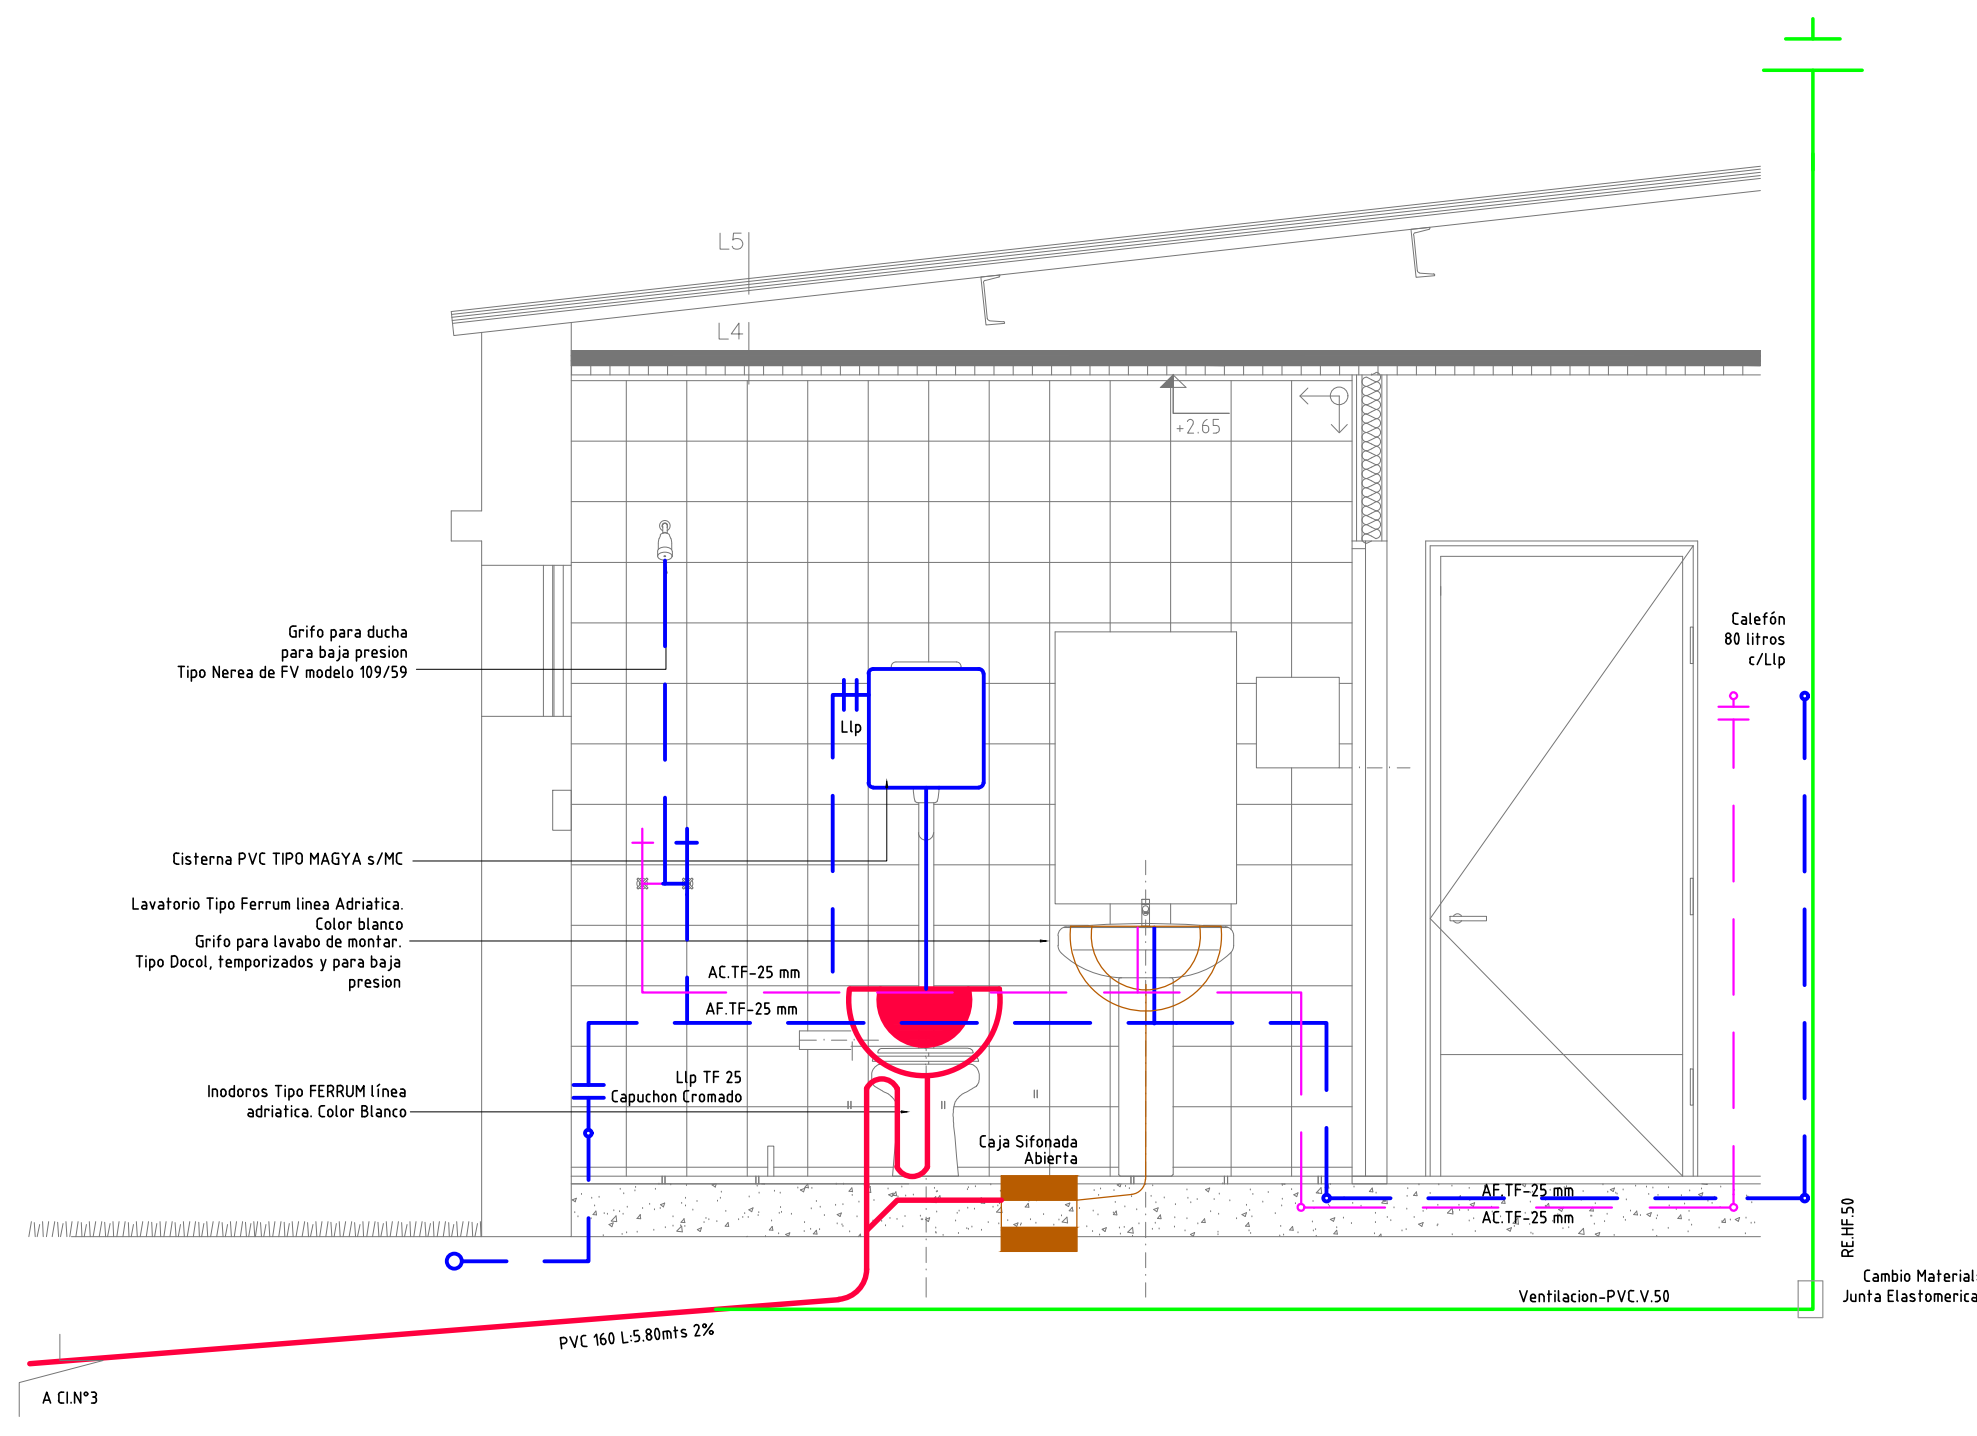 L5
L4
+2.65
Grifo para ducha
para baja presion
Tipo Nerea de FV modelo 109/59
Calefón
80 litros
c/Llp
Llp
Cisterna PVC TIPO MAGYA s/MC
Lavatorio Tipo Ferrum linea Adriatica.
Color blanco
Grifo para lavabo de montar.
Tipo Docol, temporizados y para baja
presion
AC.TF-25 mm
AF.TF-25 mm
Llp TF 25
Capuchon Cromado
Inodoros Tipo FERRUM línea
adriatica. Color Blanco
Caja Sifonada
Abierta
AF.TF-25 mm
AC.TF-25 mm
RE.HF.50
Cambio Material:
Junta Elastomerica
Ventilacion-PVC.V.50
PVC 160 L:5.80mts 2%
A CI.N°3